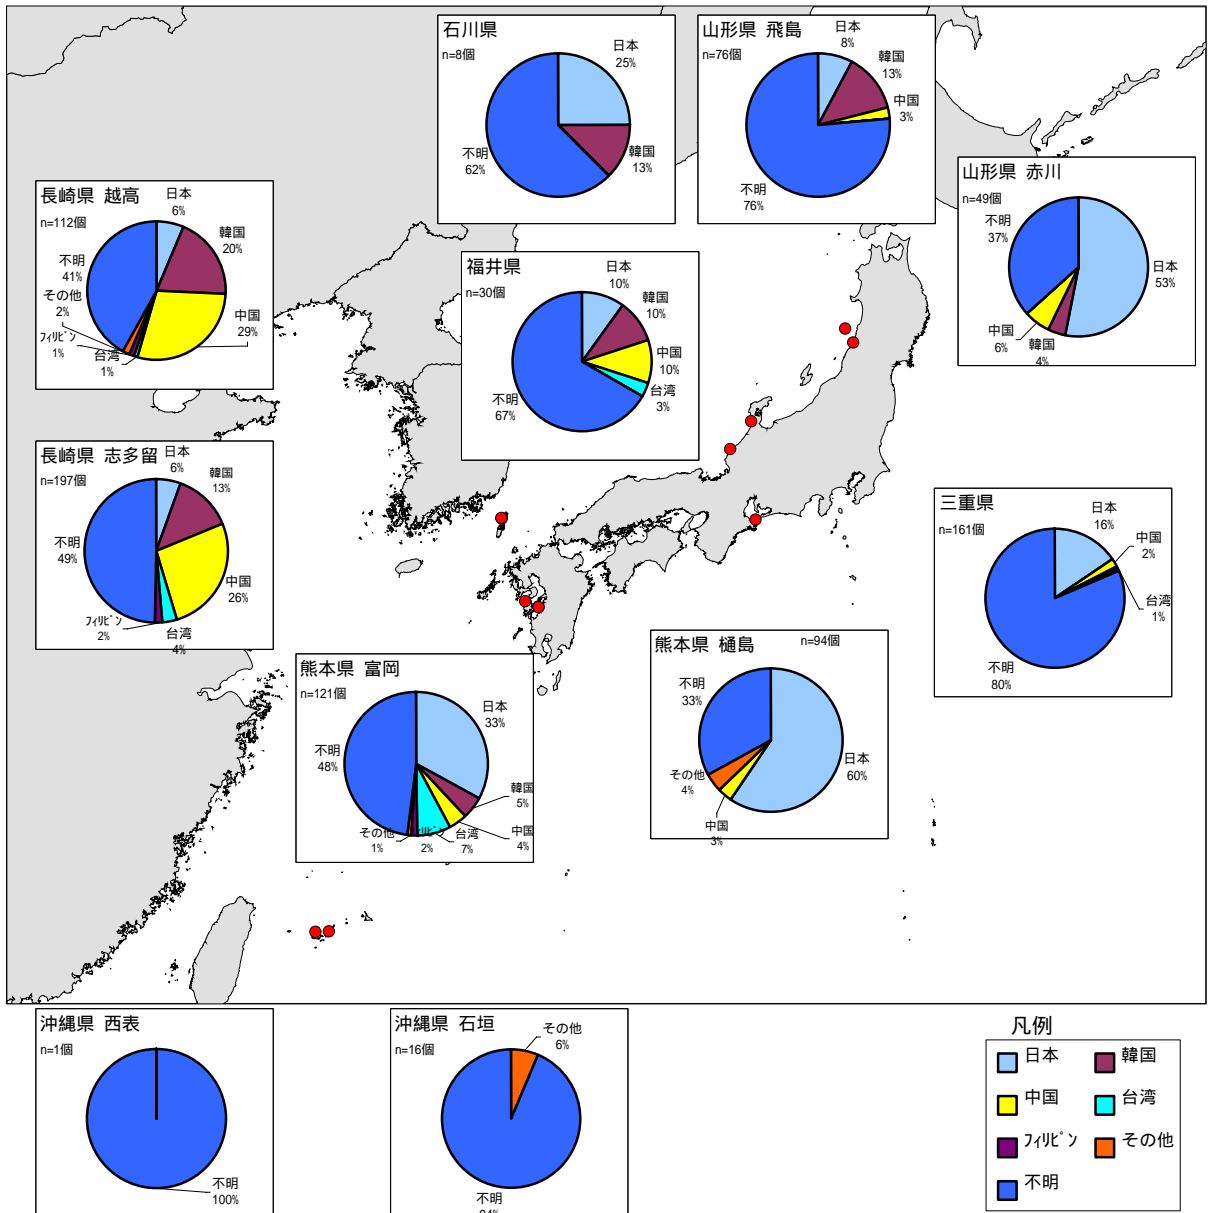 石川県
n=8個
日本
25%
韓国
13%
不明
62%
山形県 飛島
n=76個
日本
8%
韓国
13%
中国
3%
不明
76%
山形県 赤川
n=49個
不明
37%
日本
53%
中国
6%
韓国
4%
長崎県 越高
n=112個
日本
6%
韓国
20%
不明
41%
その他
2%
中国
29%
ﾌｨﾘﾋﾟﾝ
1%
台湾
1%
福井県
n=30個
日本
10%
韓国
10%
中国
10%
台湾
3%
不明
67%
長崎県 志多留
n=197個
日本
6%
韓国
13%
不明
49%
中国
26%
ﾌｨﾘﾋﾟﾝ
2%
台湾
4%
三重県
n=161個
日本
16%
中国
2%
台湾
1%
不明
80%
熊本県 富岡
n=121個
日本
33%
不明
48%
韓国
5%
中国
4%
台湾
7%
2%
その他
1%
熊本県 樋島
n=94個
不明
33%
日本
60%
その他
4%
中国
3%
沖縄県 西表
n=1個
不明
100%
沖縄県 石垣
n=16個
その他
6%
不明
94%
凡例
日本
韓国
中国
台湾
ﾌｨﾘﾋﾟﾝ
その他
不明